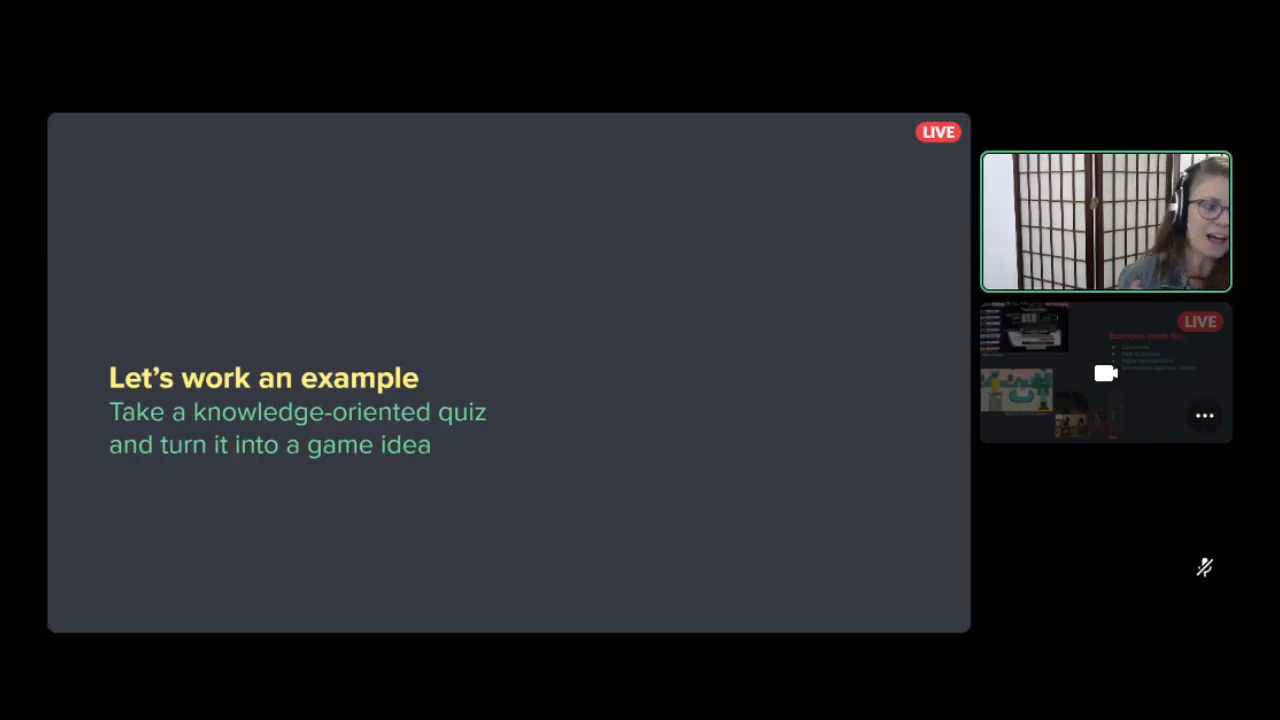 LIVE
Let's work an example
Take a knowledge-oriented quiz
and turn it into a game idea
LIVE